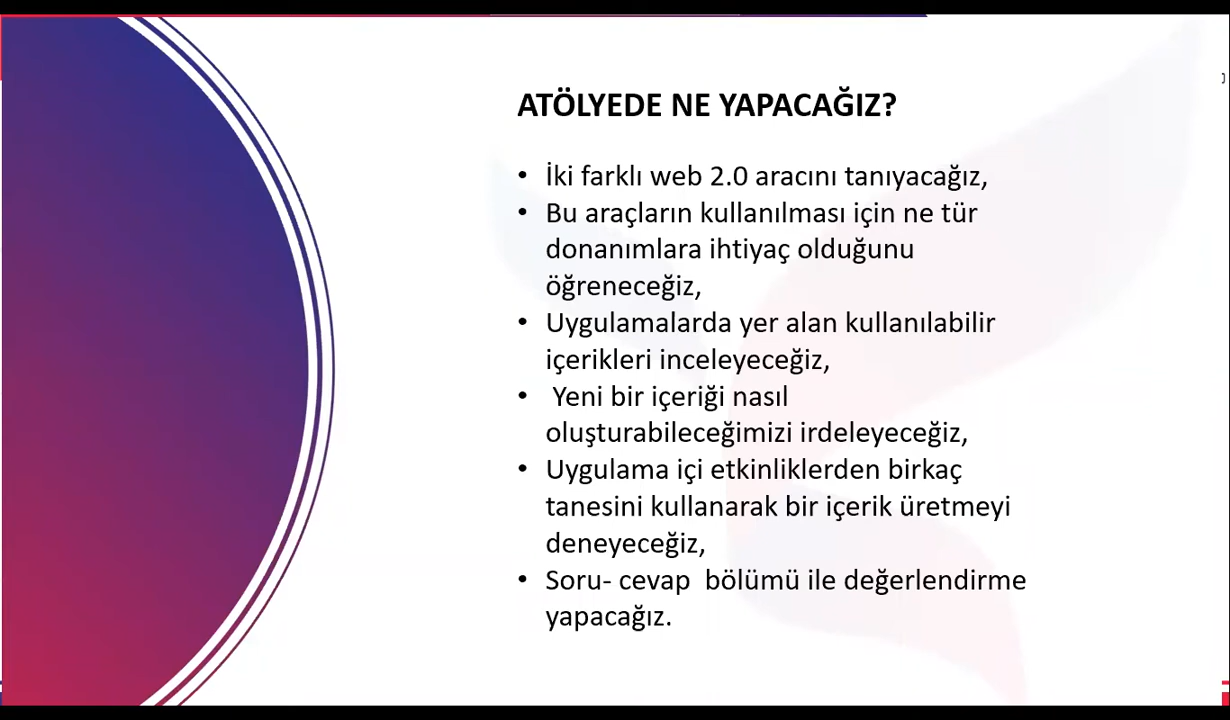 ATÖLYEDE NE YAPACAĞIZ?
• İki farklı web 2.0 aracını tanıyacağız,
• Bu araçların kullanılması için ne tür
donanımlara ihtiyaç olduğunu
öğreneceğiz,
• Uygulamalarda yer alan kullanılabilir
içerikleri inceleyeceğiz,
• Yeni bir içeriği nasıl
oluşturabileceğimizi irdeleyeceğiz,
• Uygulama içi etkinliklerden birkaç
tanesini kullanarak bir içerik üretmeyi
deneyeceğiz,
• Soru- cevap  bölümü ile değerlendirme
yapacağız.